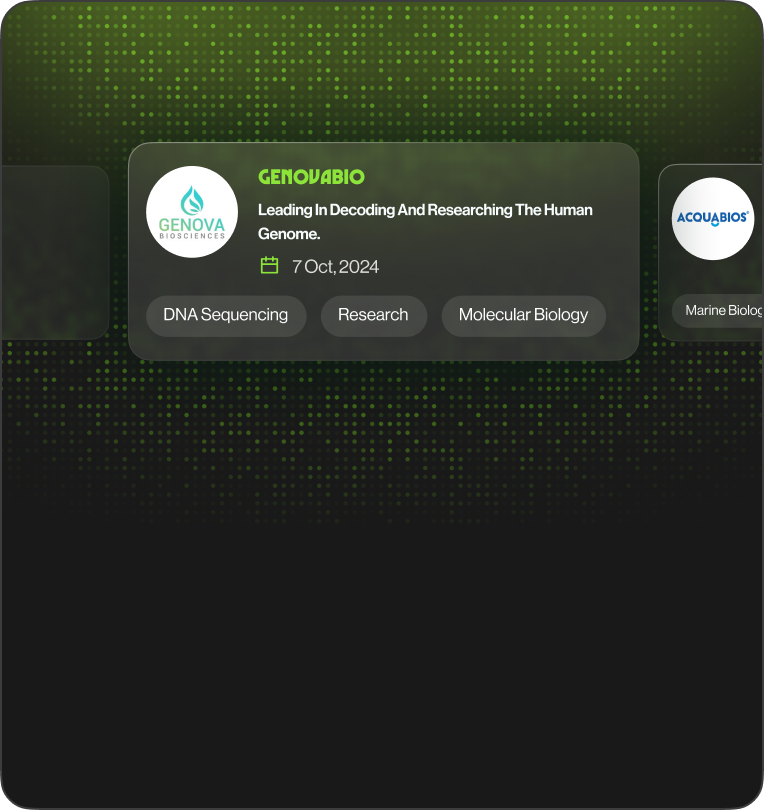 GENOVABIO
GENOVA
BIOSCIENCES
Leading In Decoding And Researching The Human
Genome.
7 Oct, 2024
DNA Sequencing
Research
Molecular Biology
ACQUABIOS
Marine Biolog